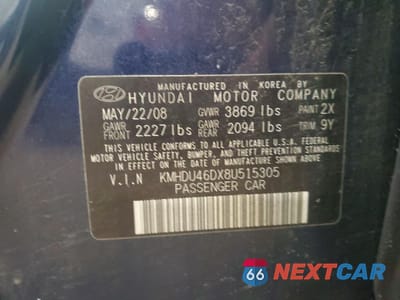 MANUFACTURED IN KOREA BY
HYUNDAI MOTOR COMPANY
MAY/22/08 GVWR 3869 lbs PAINT 2X
GAWR FRONT 2227 lbs GAWR REAR 2094 lbs TRIM 9Y
THIS VEHICLE CONFORMS TO ALL APPLICABLE
U.S. FEDERAL MOTOR VEHICLE
SAFETY, BUMPER, AND THEFT PREVENTION STANDARDS
IN EFFECT ON THE DATE OF MANUFACTURE SHOWN ABOVE.
V.I.N KMHDU46DX8U515305
PASSENGER CAR
66 NEXTCAR